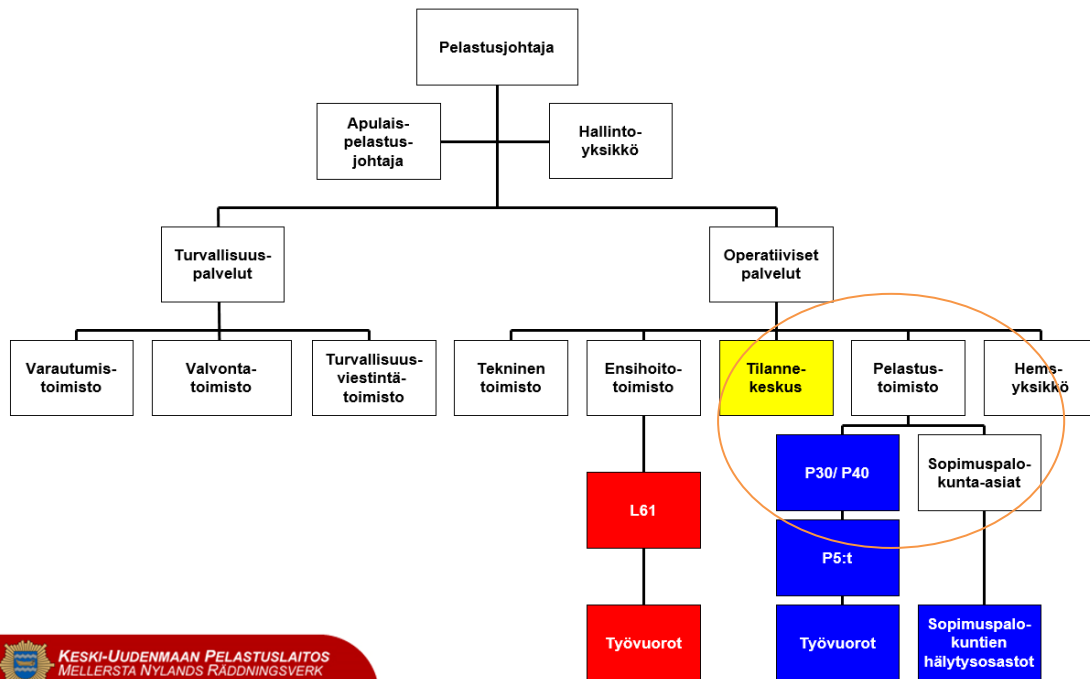 Pelastusjohtaja
Apulais-
pelastus-
johtaja
Hallinto-
yksikkö
Turvallisuus-
palvelut
Operatiiviset
palvelut
Varautumis-
toimisto
Valvonta-
toimisto
Turvallisuus-
viestintä-
toimisto
Tekninen
toimisto
Ensihoito-
toimisto
Tilanne-
keskus
Pelastus-
toimisto
Hems-
yksikkö
P30/ P40
Sopimuspalo-
kunta-asiat
L61
P5:t
Työvuorot
Työvuorot
Sopimuspalo-
kuntien
hälytysosastot
KESKI-UUDENMAAN PELASTUSLAITOS
MELLERSTA NYLANDS RÄDDNINGSVERK